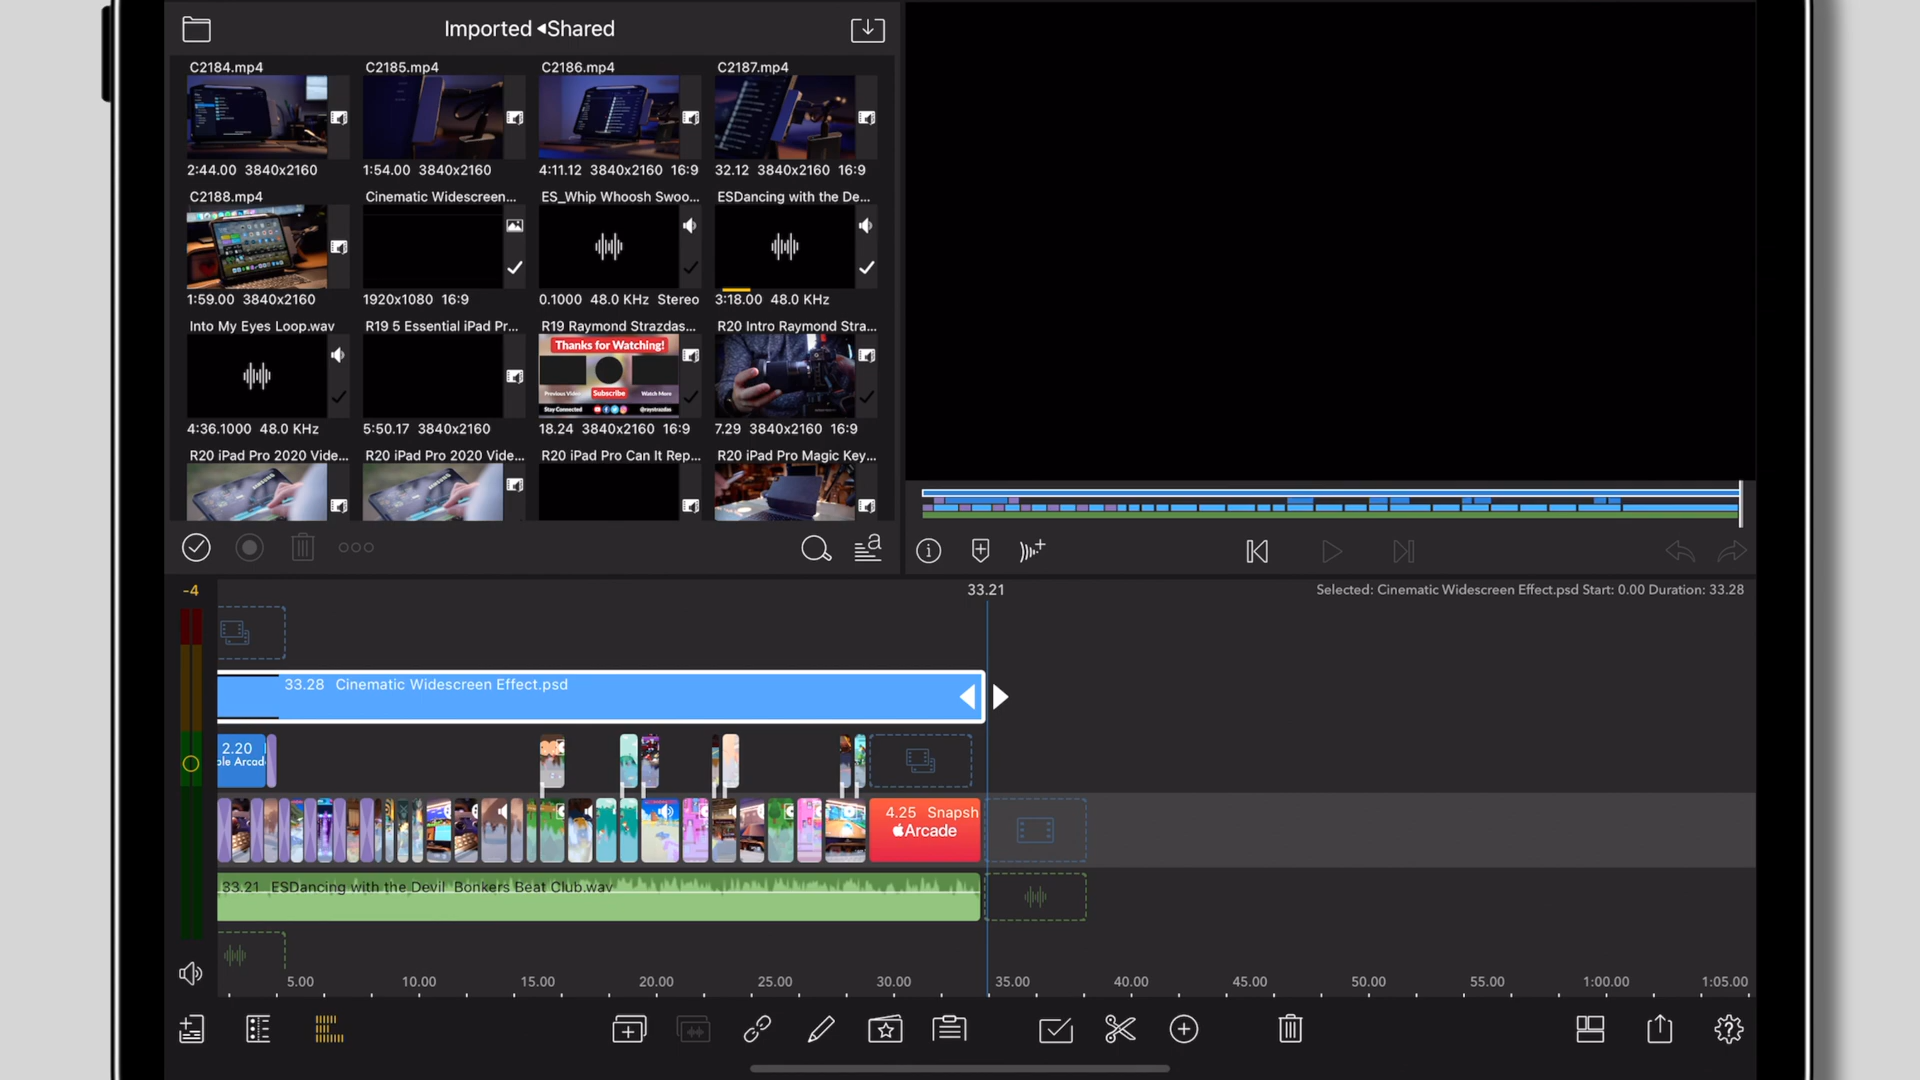 Imported ◂Shared
C2184.mp4
C2185.mp4
C2186.mp4
C2187.mp4
2:44.00 3840x2160
1:54.00 3840x2160
4:11.12 3840x2160 16:9
32.12 3840x2160 16:9
C2188.mp4
Cinematic Widescreen...
ES_Whip Whoosh Swoo...
ESDancing with the De...
1:59.00 3840x2160
1920x1080 16:9
0.1000 48.0 KHz Stereo
3:18.00 48.0 KHz
Into My Eyes Loop.wav
R19 5 Essential iPad Pr...
R19 Raymond Strazdas...
R20 Intro Raymond Stra...
Thanks for Watching!
Previous Video
Subscribe
Watch More
Stay Connected
@raystrazdas
4:36.1000 48.0 KHz
5:50.17 3840x2160
18.24 3840x2160 16:9
7.29 3840x2160 16:9
R20 iPad Pro 2020 Vide...
R20 iPad Pro 2020 Vide...
R20 iPad Pro Can It Rep...
R20 iPad Pro Magic Key...
-4
33.21
Selected: Cinematic Widescreen Effect.psd Start: 0.00 Duration: 33.28
33.28 Cinematic Widescreen Effect.psd
2.20
ple Arcad
4.25 Snapsh
Arcade
33.21 ESDancing with the Devil Bonkers Beat Club.wav
5.00
10.00
15.00
20.00
25.00
30.00
35.00
40.00
45.00
50.00
55.00
1:00.00
1:05.00